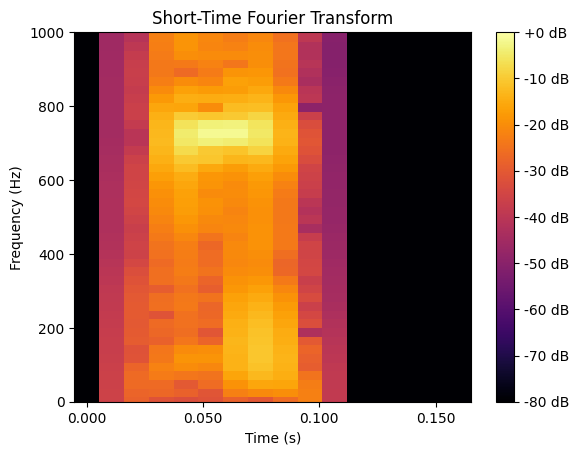 Short-Time Fourier Transform
Frequency (Hz)
1000
800
600
400
200
0
0.000
0.050
0.100
0.150
Time (s)
+0 dB
-10 dB
-20 dB
-30 dB
-40 dB
-50 dB
-60 dB
-70 dB
-80 dB